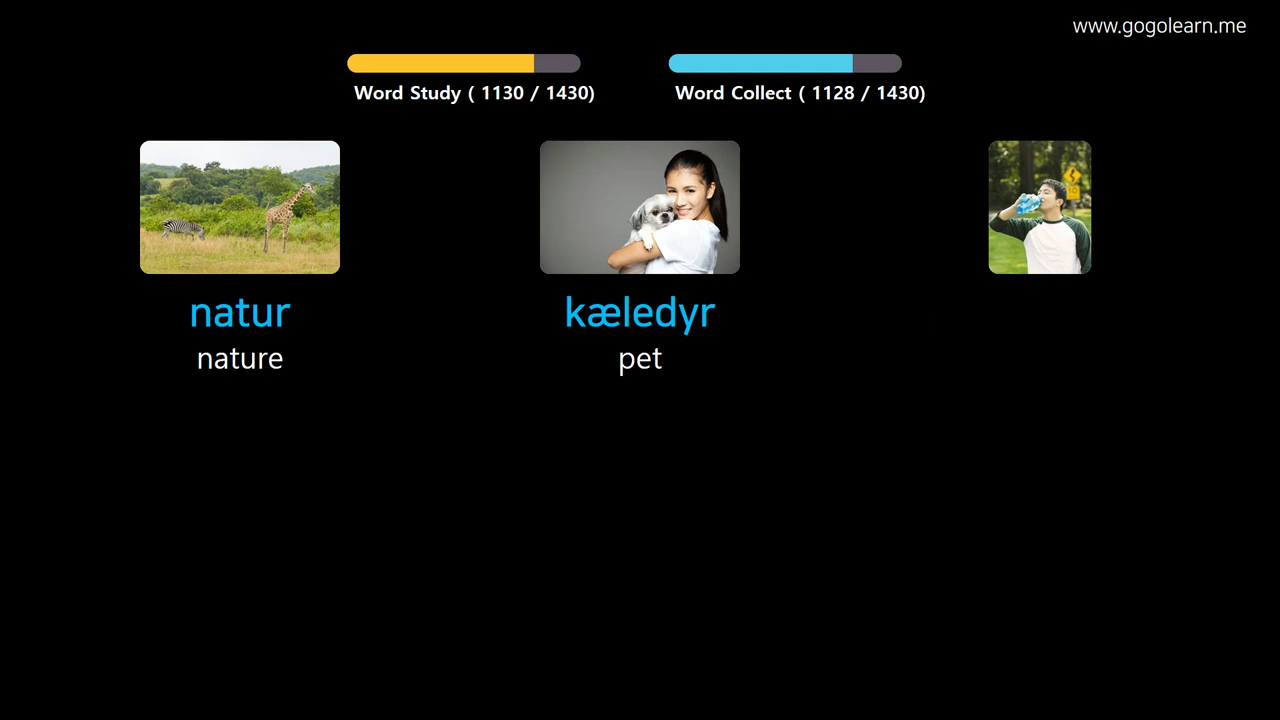 www.gogolearn.me
Word Study ( 1130 / 1430)
Word Collect ( 1128 / 1430)
natur
nature
kæledyr
pet